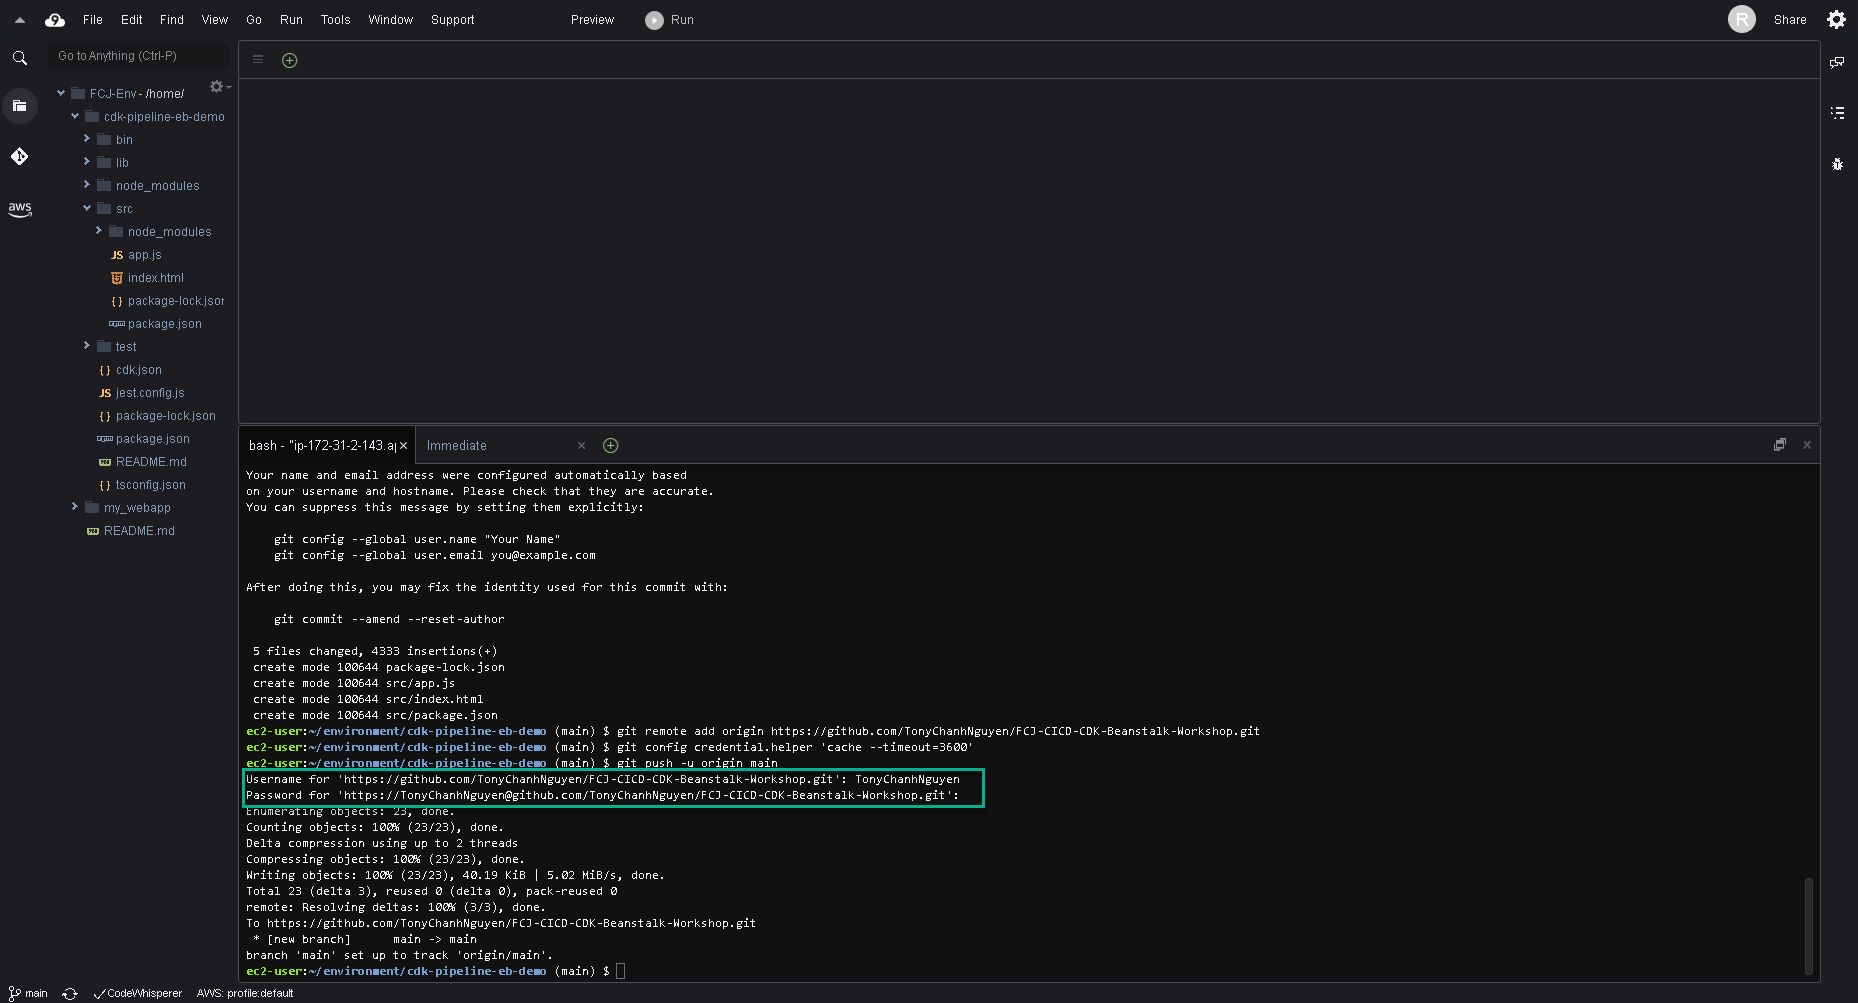 File Edit Find View Go Run Tools Window Support Preview Run R Share
Go to Anything (Ctrl-P)
FCJ-Env - /home/
cdk-pipeline-eb-demo
bin
lib
node_modules
src
node_modules
JS app.js
index.html
{ } package-lock.json
package.json
test
{ } cdk.json
JS jest.config.js
{ } package-lock.json
package.json
README.md
{ } tsconfig.json
my_webapp
README.md
aws
bash - "ip-172-31-2-143.ap Immediate
Your name and email address were configured automatically based
on your username and hostname. Please check that they are accurate.
You can suppress this message by setting them explicitly:
git config --global user.name "Your Name"
git config --global user.email you@example.com
After doing this, you may fix the identity used for this commit with:
git commit --amend --reset-author
5 files changed, 4333 insertions(+)
create mode 100644 package-lock.json
create mode 100644 src/app.js
create mode 100644 src/index.html
create mode 100644 src/package.json
ec2-user:~/environment/cdk-pipeline-eb-demo (main) $ git remote add origin https://github.com/TonyChanhNguyen/FCJ-CICD-CDK-Beanstalk-Workshop.git
ec2-user:~/environment/cdk-pipeline-eb-demo (main) $ git config credential.helper 'cache --timeout=3600'
ec2-user:~/environment/cdk-pipeline-eb-demo (main) $ git push -u origin main
Username for 'https://github.com/TonyChanhNguyen/FCJ-CICD-CDK-Beanstalk-Workshop.git': TonyChanhNguyen
Password for 'https://TonyChanhNguyen@github.com/TonyChanhNguyen/FCJ-CICD-CDK-Beanstalk-Workshop.git':
Enumerating objects: 23, done.
Counting objects: 100% (23/23), done.
Delta compression using up to 2 threads
Compressing objects: 100% (23/23), done.
Writing objects: 100% (23/23), 40.19 KiB | 5.02 MiB/s, done.
Total 23 (delta 3), reused 0 (delta 0), pack-reused 0
remote: Resolving deltas: 100% (3/3), done.
To https://github.com/TonyChanhNguyen/FCJ-CICD-CDK-Beanstalk-Workshop.git
* [new branch] main -> main
branch 'main' set up to track 'origin/main'.
ec2-user:~/environment/cdk-pipeline-eb-demo (main) $
main CodeWhisperer AWS: profile:default